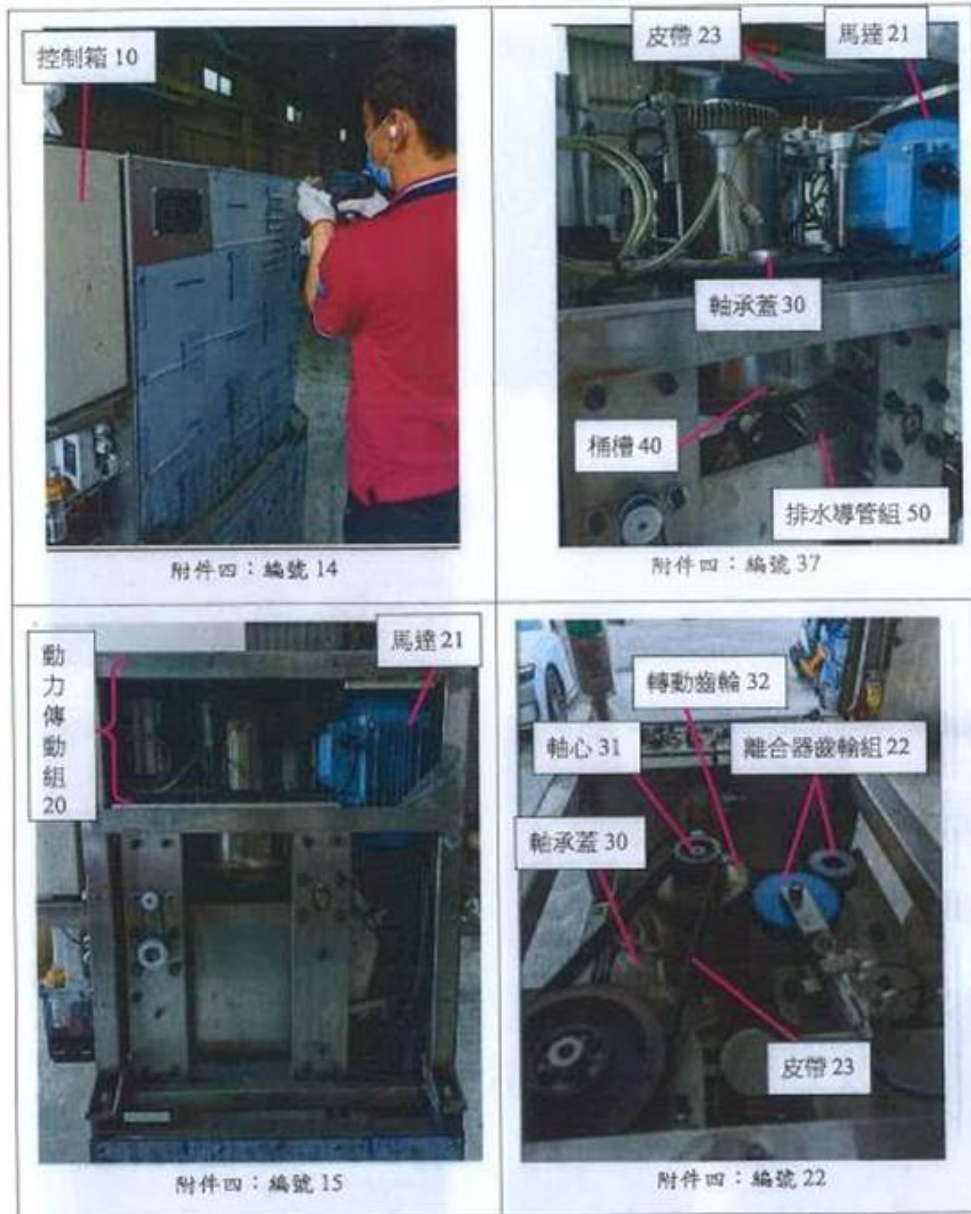 控制箱 10
附件四：編號 14
皮帶 23
馬達 21
軸承蓋 30
桶槽 40
排水導管組 50
附件四：編號 37
動力傳動組 20
馬達 21
附件四：編號 15
轉動齒輪 32
軸心 31
離合器齒輪組 22
軸承蓋 30
皮帶 23
附件四：編號 22